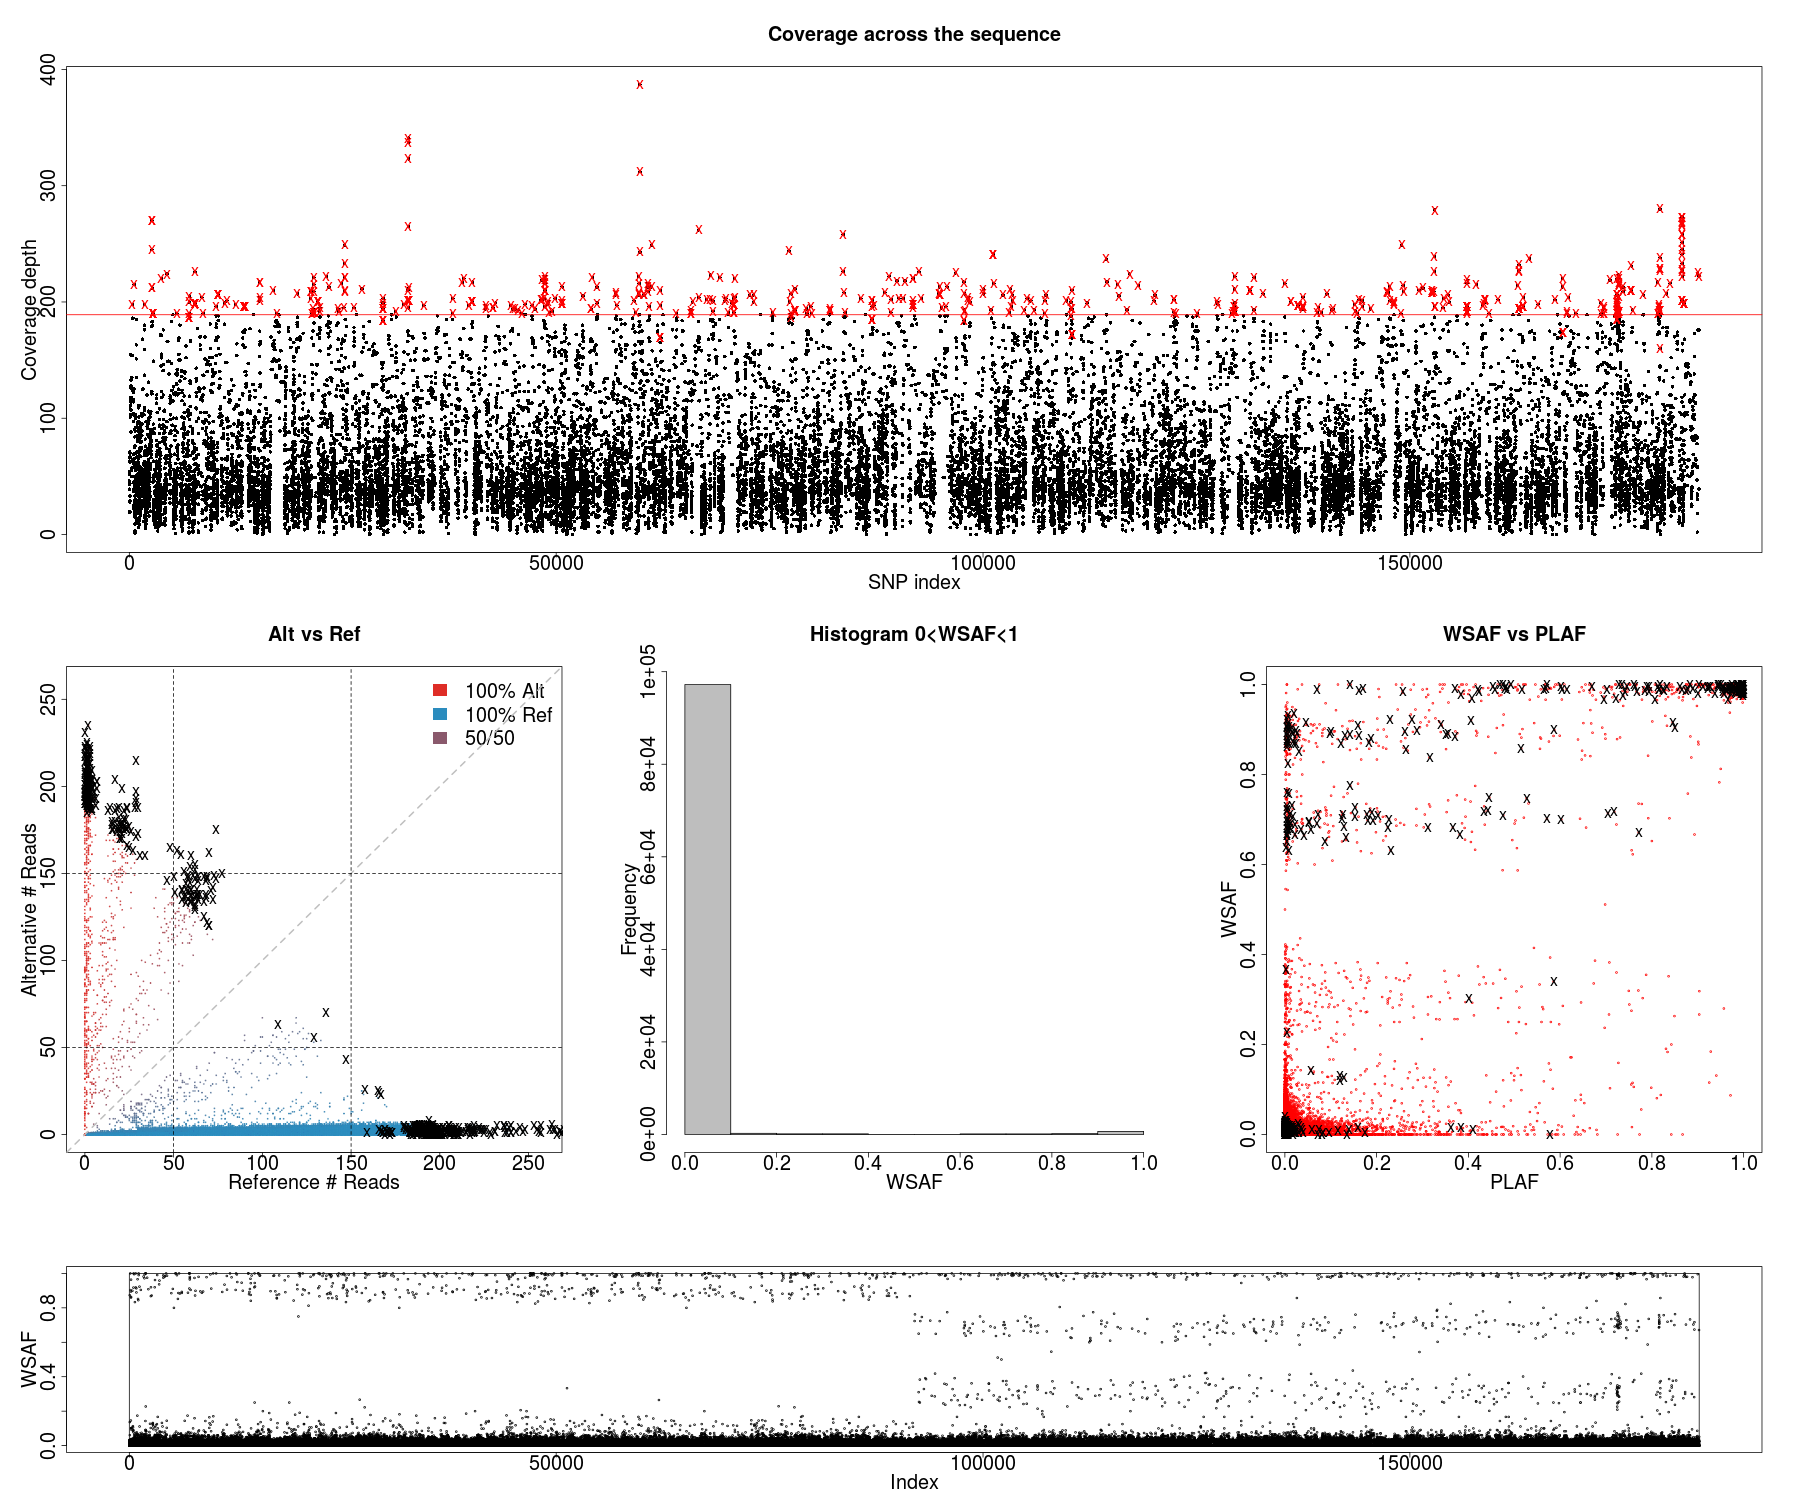 Coverage across the sequence
Coverage depth
400
300
200
100
0
0 50000 100000 150000
SNP index
Alt vs Ref
Alternative # Reads
250
200
150
100
50
0
100% Alt
100% Ref
50/50
0 50 100 150 200 250
Reference # Reads
Histogram 0<WSAF<1
Frequency
1e+05
8e+04
6e+04
4e+04
2e+04
0e+00
0.0 0.2 0.4 0.6 0.8 1.0
WSAF
WSAF vs PLAF
WSAF
1.0
0.8
0.6
0.4
0.2
0.0
0.0 0.2 0.4 0.6 0.8 1.0
PLAF
WSAF
0.8
0.4
0.0
0 50000 100000 150000
Index